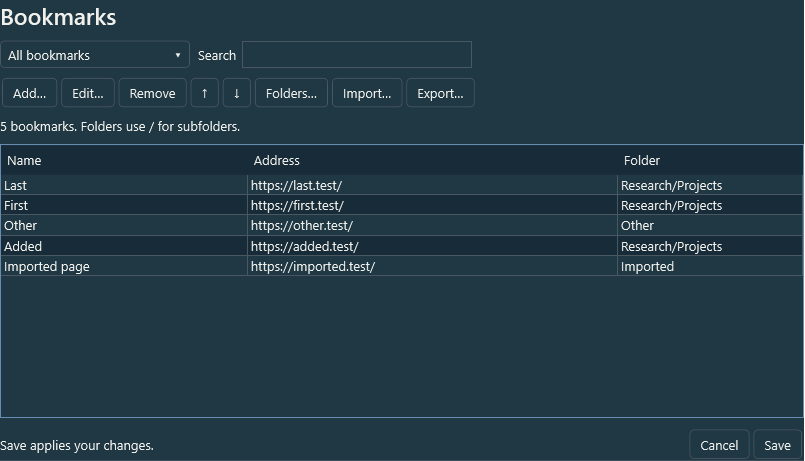 Bookmarks
All bookmarks ▾ Search
Add... Edit... Remove ↑ ↓ Folders... Import... Export...
5 bookmarks. Folders use / for subfolders.
Name Address Folder
Last https://last.test/ Research/Projects
First https://first.test/ Research/Projects
Other https://other.test/ Other
Added https://added.test/ Research/Projects
Imported page https://imported.test/ Imported
Save applies your changes. Cancel Save